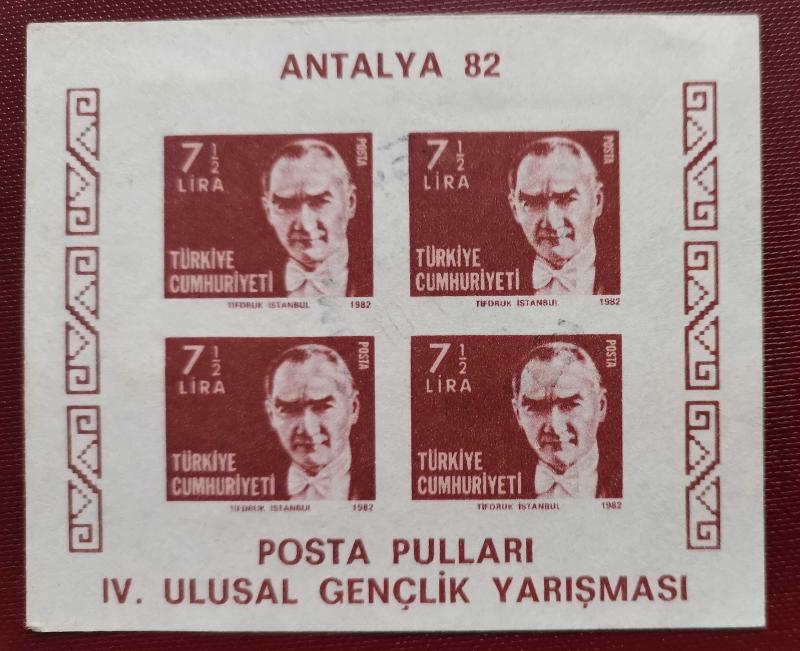 ANTALYA 82
7 1/2 LİRA
POSTA
TÜRKİYE
CUMHURİYETİ
TİFDRUK İSTANBUL 1982
7 1/2 LİRA
POSTA
TÜRKİYE
CUMHURİYETİ
TİFDRUK İSTANBUL 1982
7 1/2 LİRA
POSTA
TÜRKİYE
CUMHURİYETİ
TİFDRUK İSTANBUL 1982
7 1/2 LİRA
POSTA
TÜRKİYE
CUMHURİYETİ
TİFDRUK İSTANBUL 1982
POSTA PULLARI
IV. ULUSAL GENÇLİK YARIŞMASI